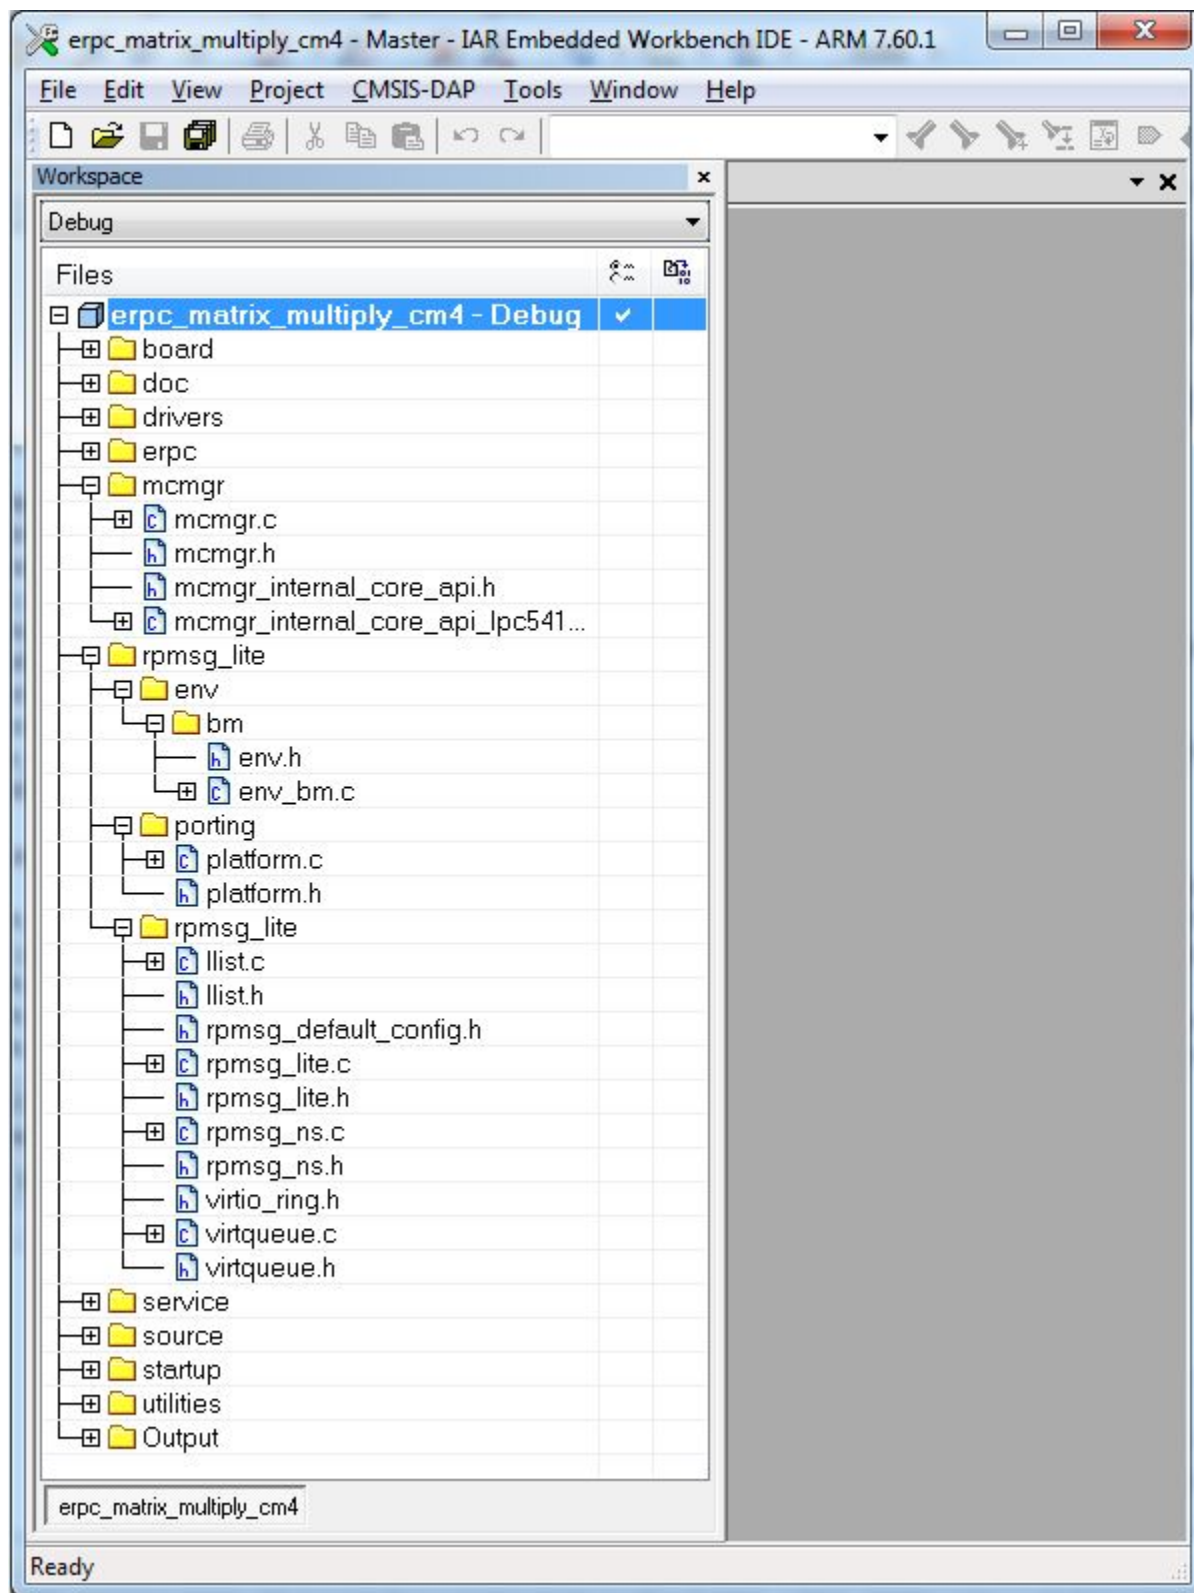 erpc_matrix_multiply_cm4 - Master - IAR Embedded Workbench IDE - ARM 7.60.1
File Edit View Project CMSIS-DAP Tools Window Help
Workspace
Debug
Files
erpc_matrix_multiply_cm4 - Debug
board
doc
drivers
erpc
mcmgr
mcmgr.c
mcmgr.h
mcmgr_internal_core_api.h
mcmgr_internal_core_api_lpc541...
rpmsg_lite
env
bm
env.h
env_bm.c
porting
platform.c
platform.h
rpmsg_lite
llist.c
llist.h
rpmsg_default_config.h
rpmsg_lite.c
rpmsg_lite.h
rpmsg_ns.c
rpmsg_ns.h
virtio_ring.h
virtqueue.c
virtqueue.h
service
source
startup
utilities
Output
erpc_matrix_multiply_cm4
Ready